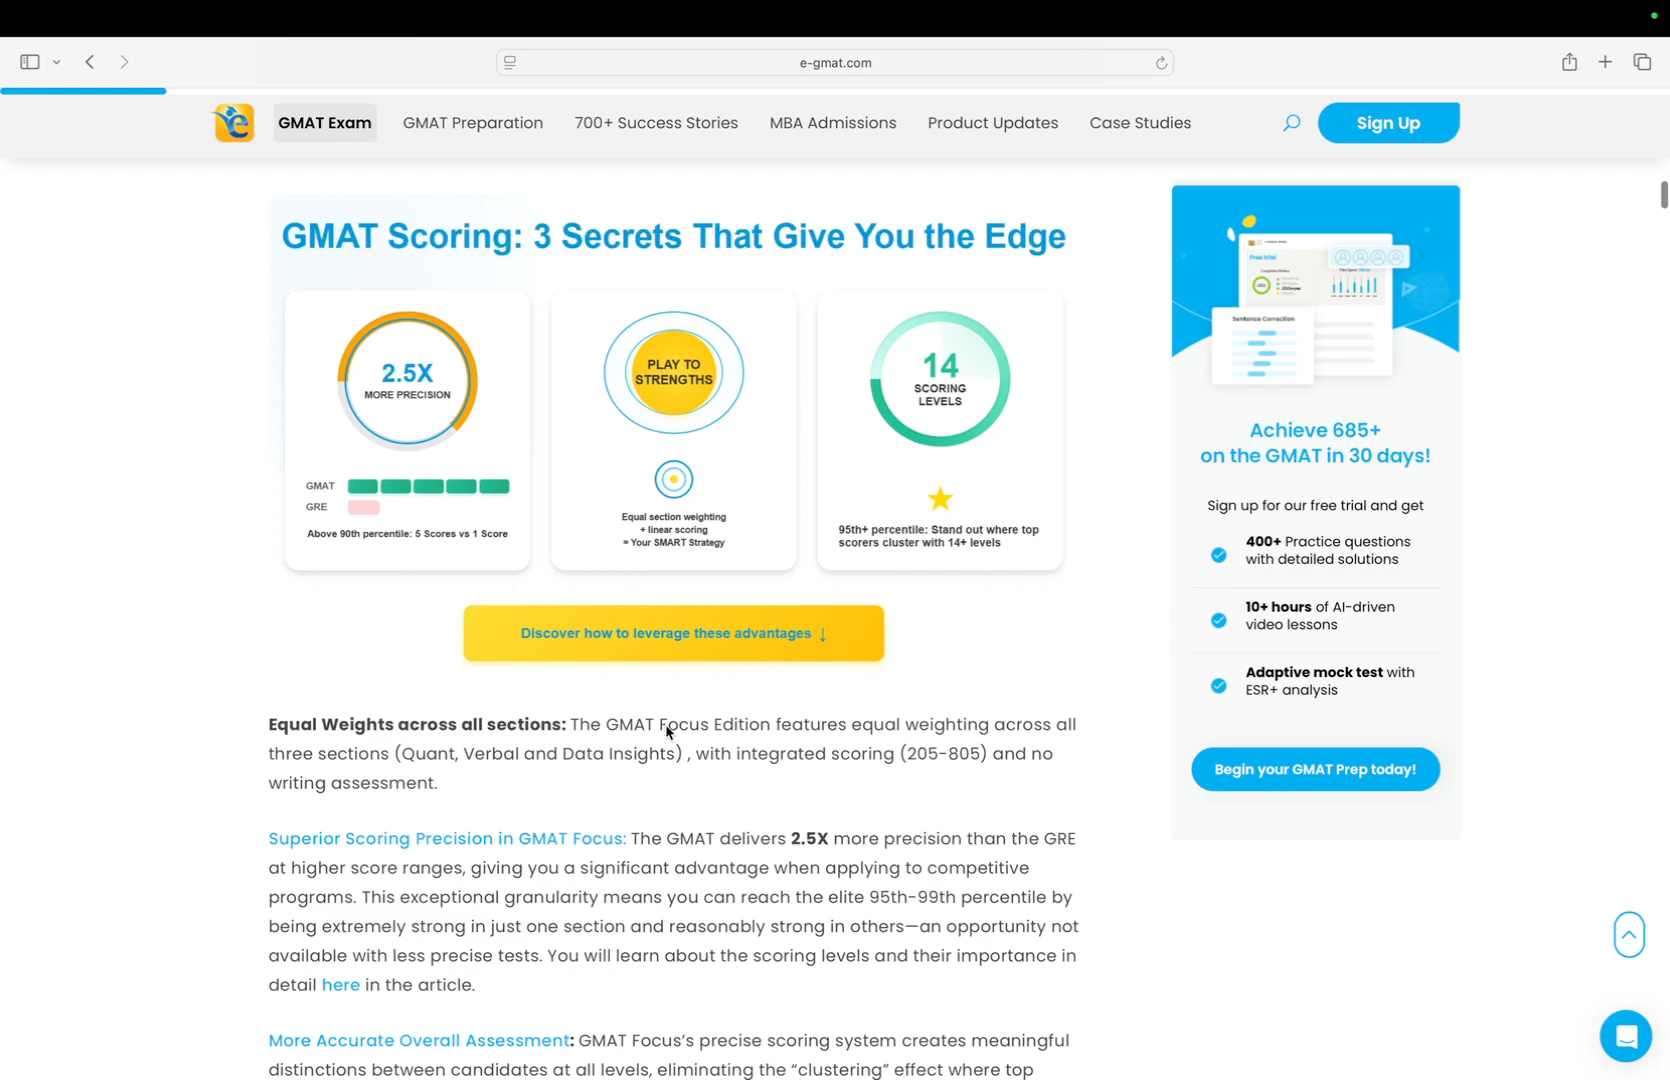 e-gmat.com
GMAT Exam
GMAT Preparation
700+ Success Stories
MBA Admissions
Product Updates
Case Studies
Sign Up
GMAT Scoring: 3 Secrets That Give You the Edge
2.5X
MORE PRECISION
GMAT
GRE
Above 90th percentile: 5 Scores vs 1 Score
PLAY TO
STRENGTHS
Equal section weighting
+ linear scoring
= Your SMART Strategy
14
SCORING
LEVELS
95th+ percentile: Stand out where top
scorers cluster with 14+ levels
Discover how to leverage these advantages ↓
Equal Weights across all sections: The GMAT Focus Edition features equal weighting across all
three sections (Quant, Verbal and Data Insights) , with integrated scoring (205-805) and no
writing assessment.
Superior Scoring Precision in GMAT Focus: The GMAT delivers 2.5X more precision than the GRE
at higher score ranges, giving you a significant advantage when applying to competitive
programs. This exceptional granularity means you can reach the elite 95th-99th percentile by
being extremely strong in just one section and reasonably strong in others—an opportunity not
available with less precise tests. You will learn about the scoring levels and their importance in
detail here in the article.
More Accurate Overall Assessment: GMAT Focus’s precise scoring system creates meaningful
distinctions between candidates at all levels, eliminating the “clustering” effect where top
Free trial
Sentence Correction
Achieve 685+
on the GMAT in 30 days!
Sign up for our free trial and get
400+ Practice questions
with detailed solutions
10+ hours of AI-driven
video lessons
Adaptive mock test with
ESR+ analysis
Begin your GMAT Prep today!